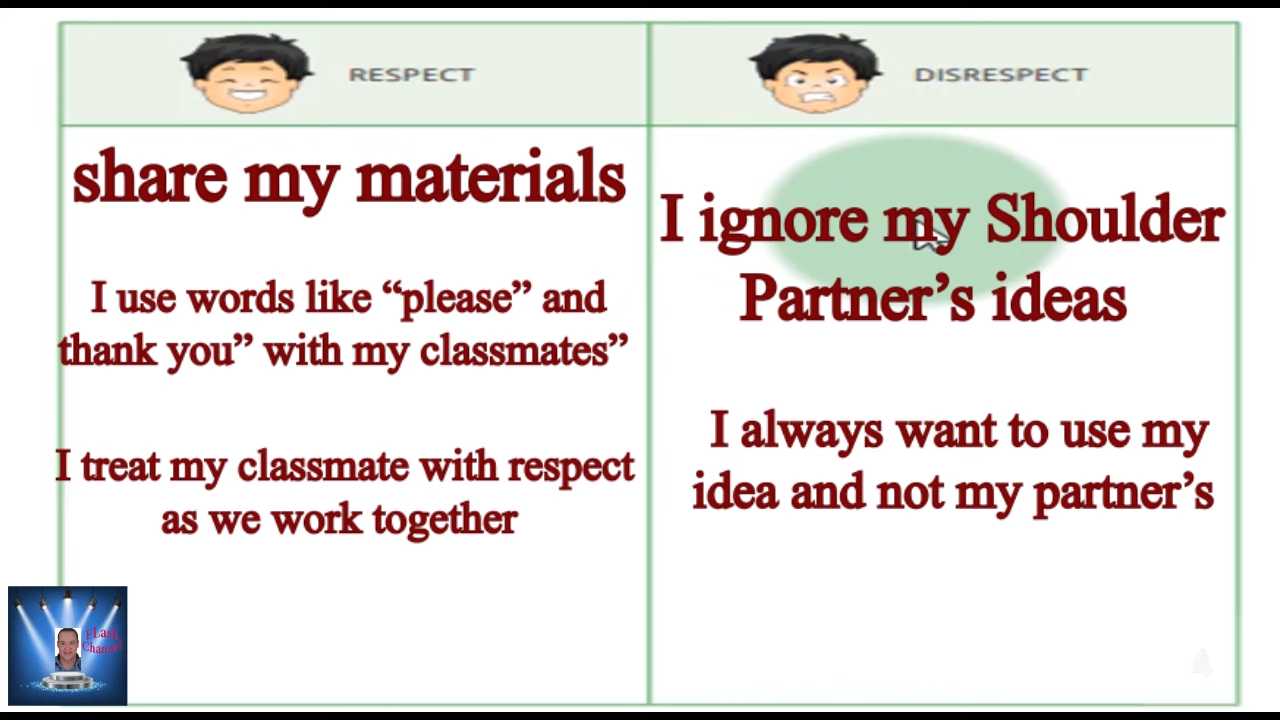 RESPECT
DISRESPECT
share my materials
I use words like “please” and
thank you” with my classmates”
I treat my classmate with respect
as we work together
I ignore my Shoulder
Partner’s ideas
I always want to use my
idea and not my partner’s
FLash
Channel